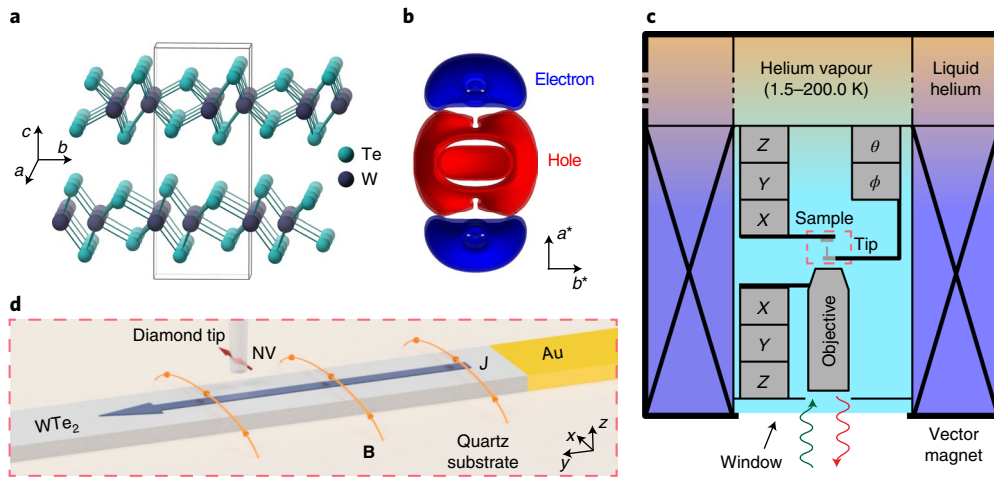 a
c
b
a
Te
W
b
Electron
Hole
a*
b*
c
Helium vapour
(1.5–200.0 K)
Liquid
helium
Z
Y
X
θ
ϕ
Sample
Tip
X
Y
Z
Objective
Window
Vector
magnet
d
Diamond tip
NV
J
Au
WTe2
B
Quartz
substrate
x
y
z